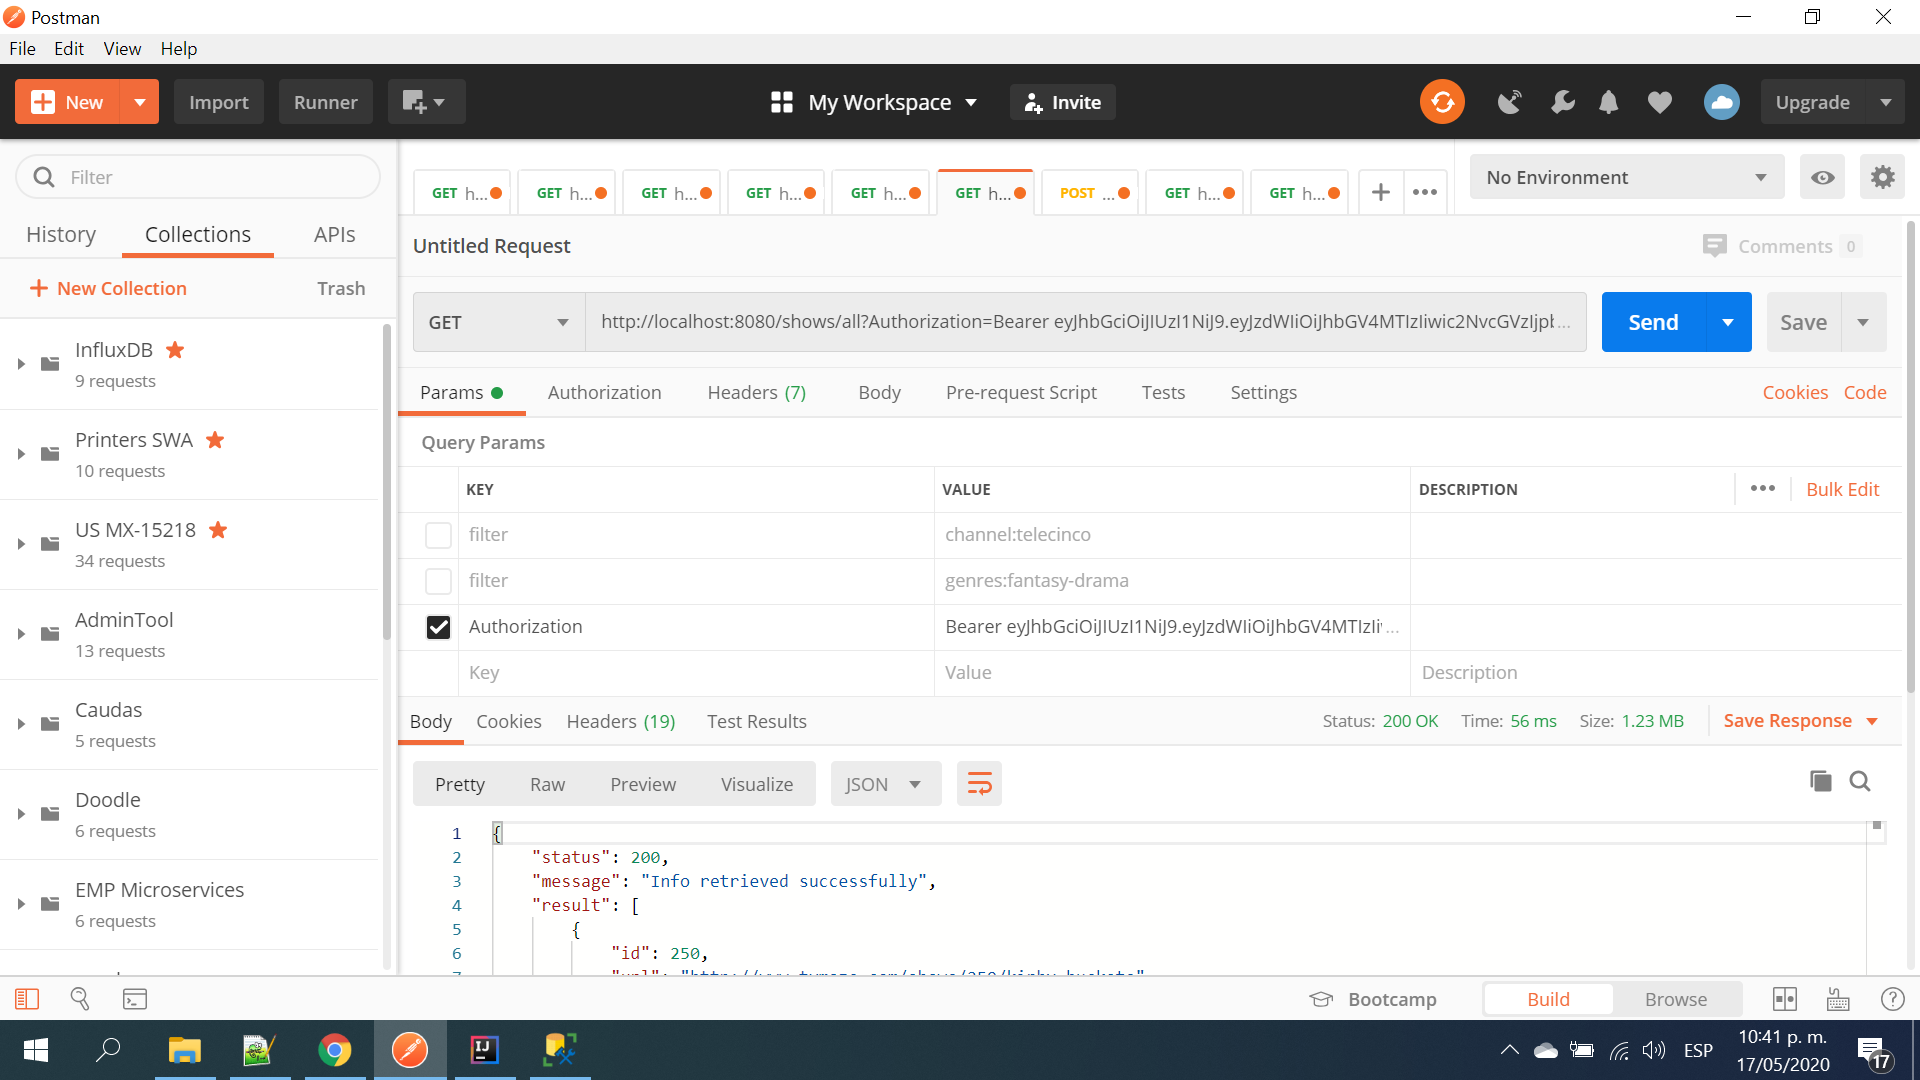 Postman
File Edit View Help
New Import Runner My Workspace Invite Upgrade
Filter
History Collections APIs
New Collection Trash
InfluxDB
9 requests
Printers SWA
10 requests
US MX-15218
34 requests
AdminTool
13 requests
Caudas
5 requests
Doodle
6 requests
EMP Microservices
6 requests
GET h... GET h... GET h... GET h... GET h... GET h... POST ... GET h... GET h...
No Environment
Untitled Request
Comments 0
GET http://localhost:8080/shows/all?Authorization=Bearer eyJhbGciOiJIUzI1NiJ9.eyJzdWIiOiJhbGV4MTIzIiwic2NvcGVzIjpb... Send Save
Params Authorization Headers (7) Body Pre-request Script Tests Settings Cookies Code
Query Params
KEY VALUE DESCRIPTION Bulk Edit
filter channel:telecinco
filter genres:fantasy-drama
Authorization Bearer eyJhbGciOiJIUzI1NiJ9.eyJzdWIiOiJhbGV4MTIzIi...
Key Value Description
Body Cookies Headers (19) Test Results Status: 200 OK Time: 56 ms Size: 1.23 MB Save Response
Pretty Raw Preview Visualize JSON
1 {
2 "status": 200,
3 "message": "Info retrieved successfully",
4 "result": [
5 {
6 "id": 250,
Bootcamp Build Browse
ESP
10:41 p. m.
17/05/2020
17